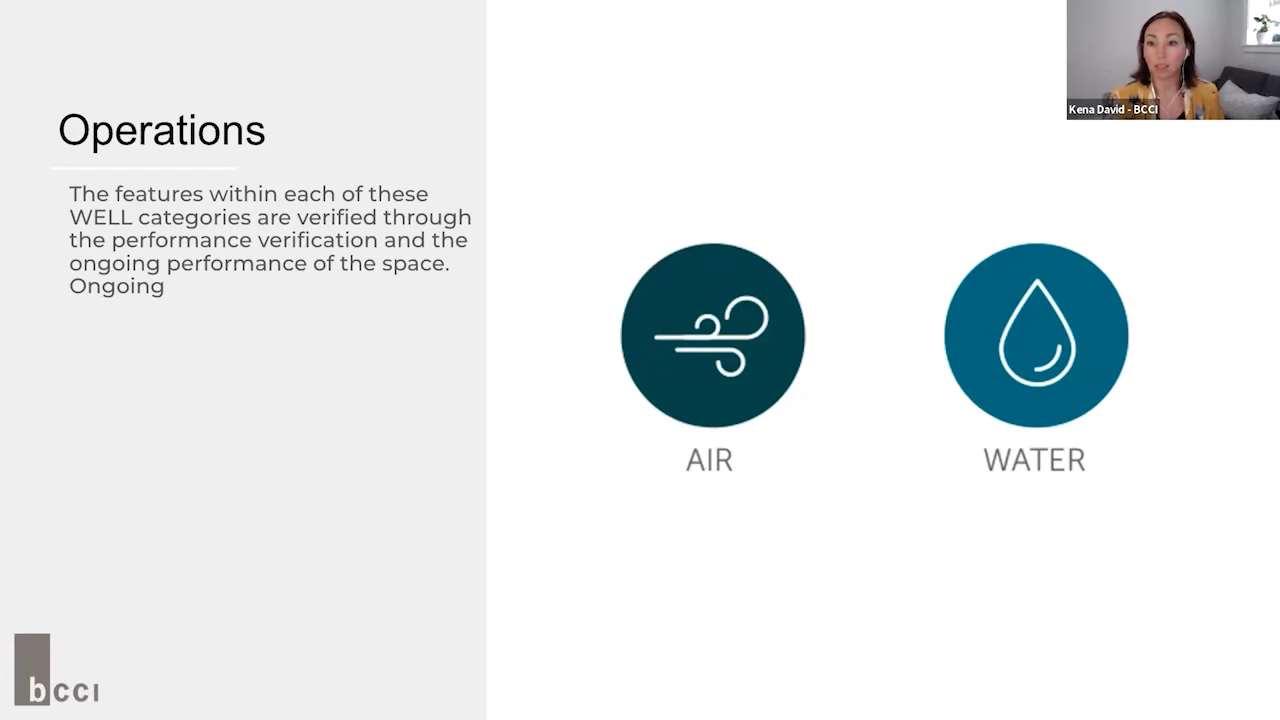 Operations
The features within each of these
WELL categories are verified through
the performance verification and the
ongoing performance of the space.
Ongoing
AIR
WATER
Kena David - BCCI
bcci